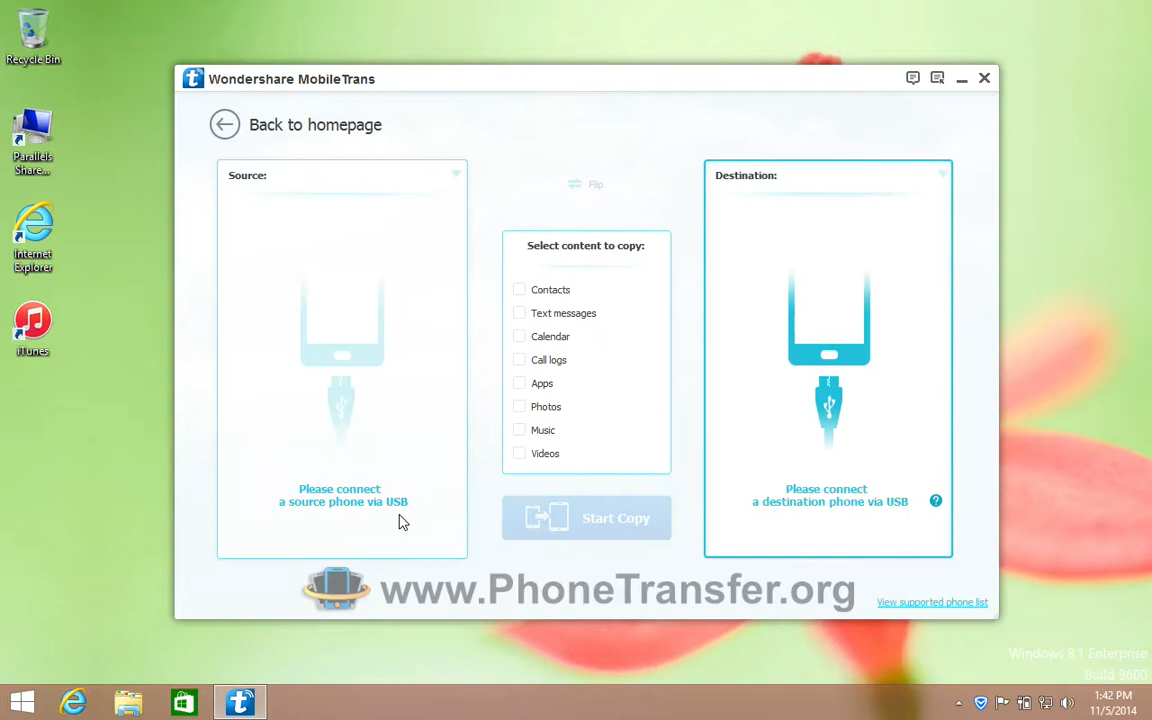 Recycle Bin
Parallels
Share...
Internet
Explorer
iTunes
Wondershare MobileTrans
Back to homepage
Source:
Flip
Destination:
Select content to copy:
Contacts
Text messages
Calendar
Call logs
Apps
Photos
Music
Videos
Please connect
a source phone via USB
Start Copy
Please connect
a destination phone via USB
?
www.PhoneTransfer.org
View supported phone list
Windows 8.1 Enterprise
Build 9600
1:42 PM
11/5/2014